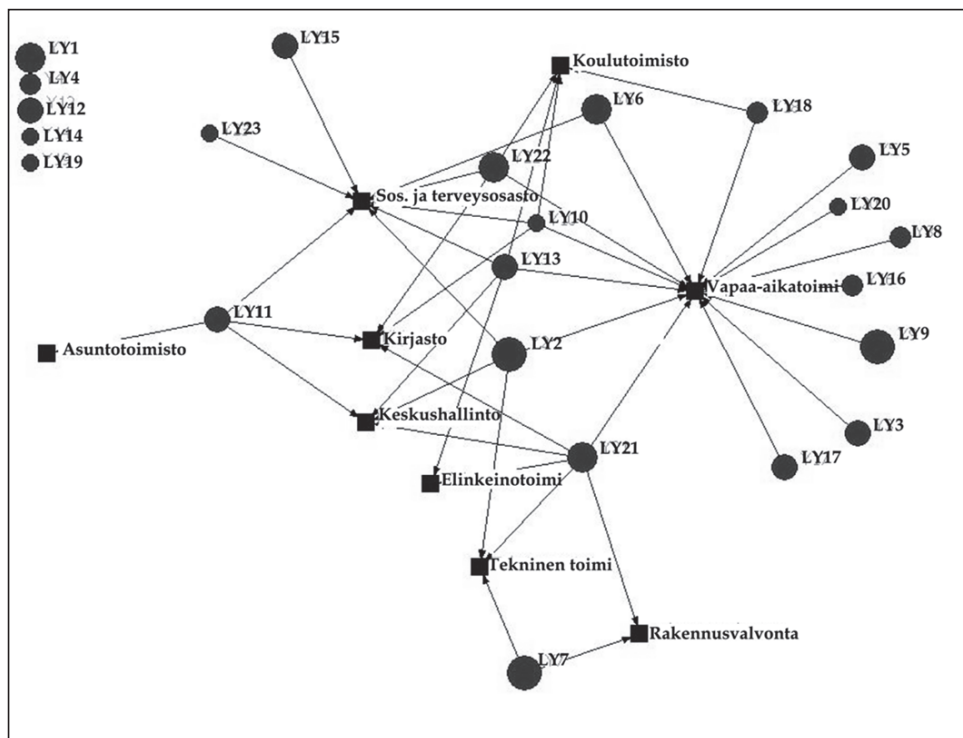 LY1
LY4
LY12
LY14
LY19
LY15
LY23
Koulutoimisto
LY6
LY18
LY5
LY22
Sos. ja terveysosasto
LY20
LY10
LY8
LY13
Vapaa-aikatoimi
LY16
LY11
Asuntotoimisto
Kirjasto
LY2
LY9
Keskushallinto
LY3
LY21
LY17
Elinkeinotoimi
Tekninen toimi
Rakennusvalvonta
LY7